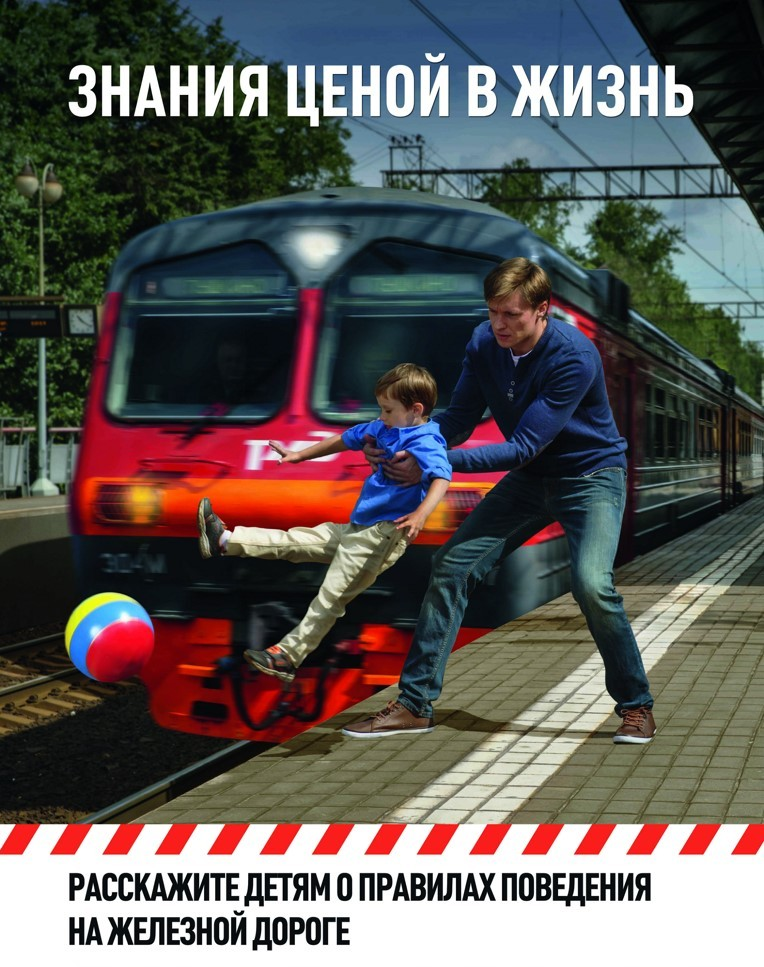 ЗНАНИЯ ЦЕНОЙ В ЖИЗНЬ
РАССКАЖИТЕ ДЕТЯМ О ПРАВИЛАХ ПОВЕДЕНИЯ
НА ЖЕЛЕЗНОЙ ДОРОГЕ